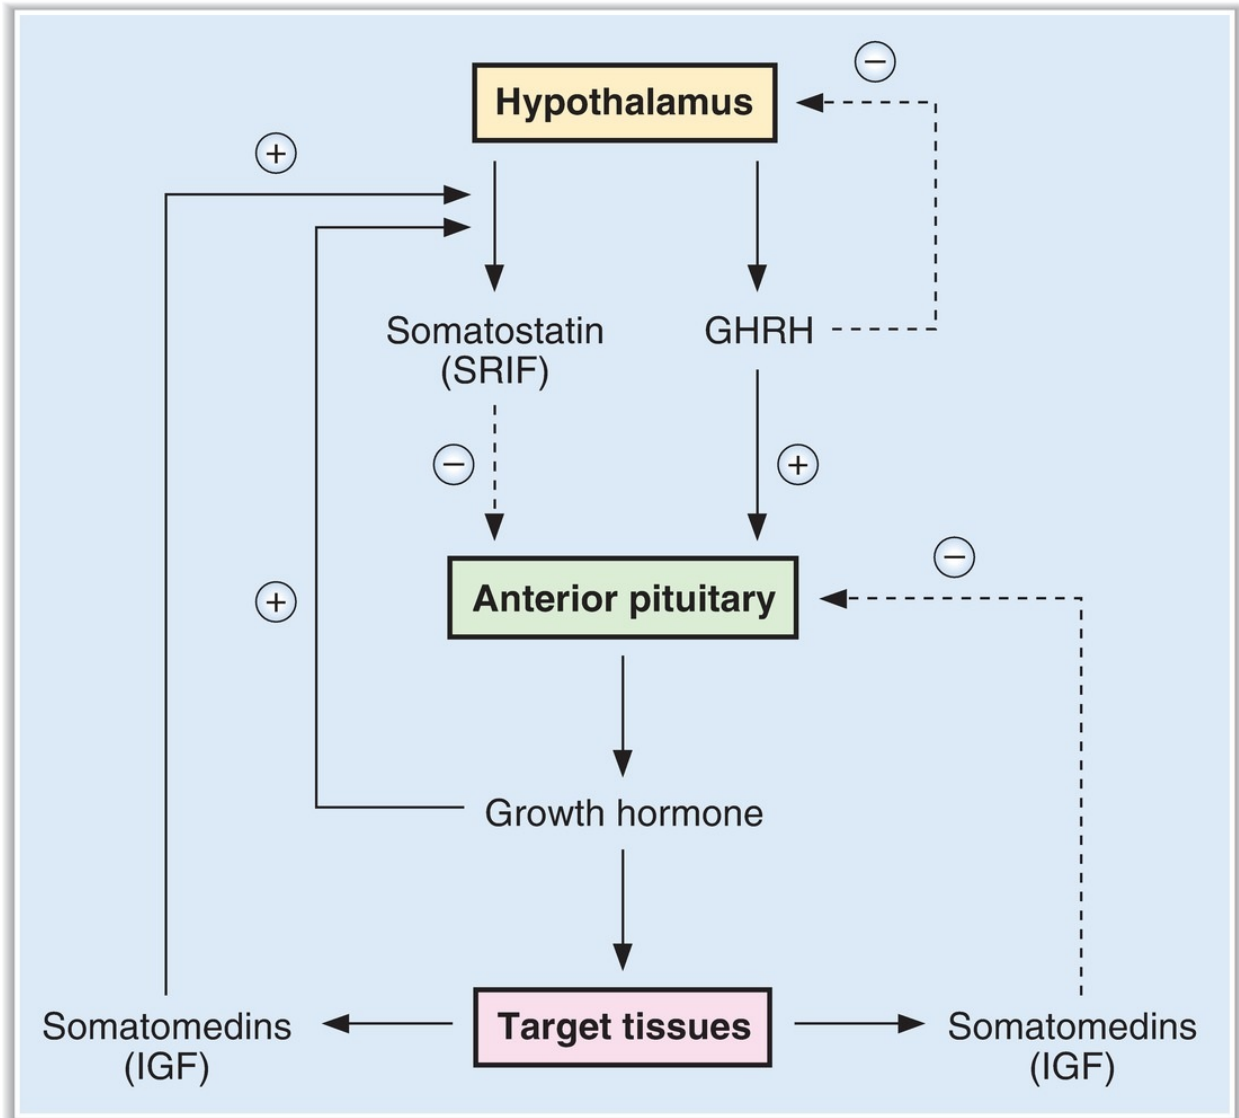 −
Hypothalamus
+
Somatostatin
(SRIF)
GHRH
−
+
−
Anterior pituitary
+
Growth hormone
Somatomedins
(IGF)
Target tissues
Somatomedins
(IGF)